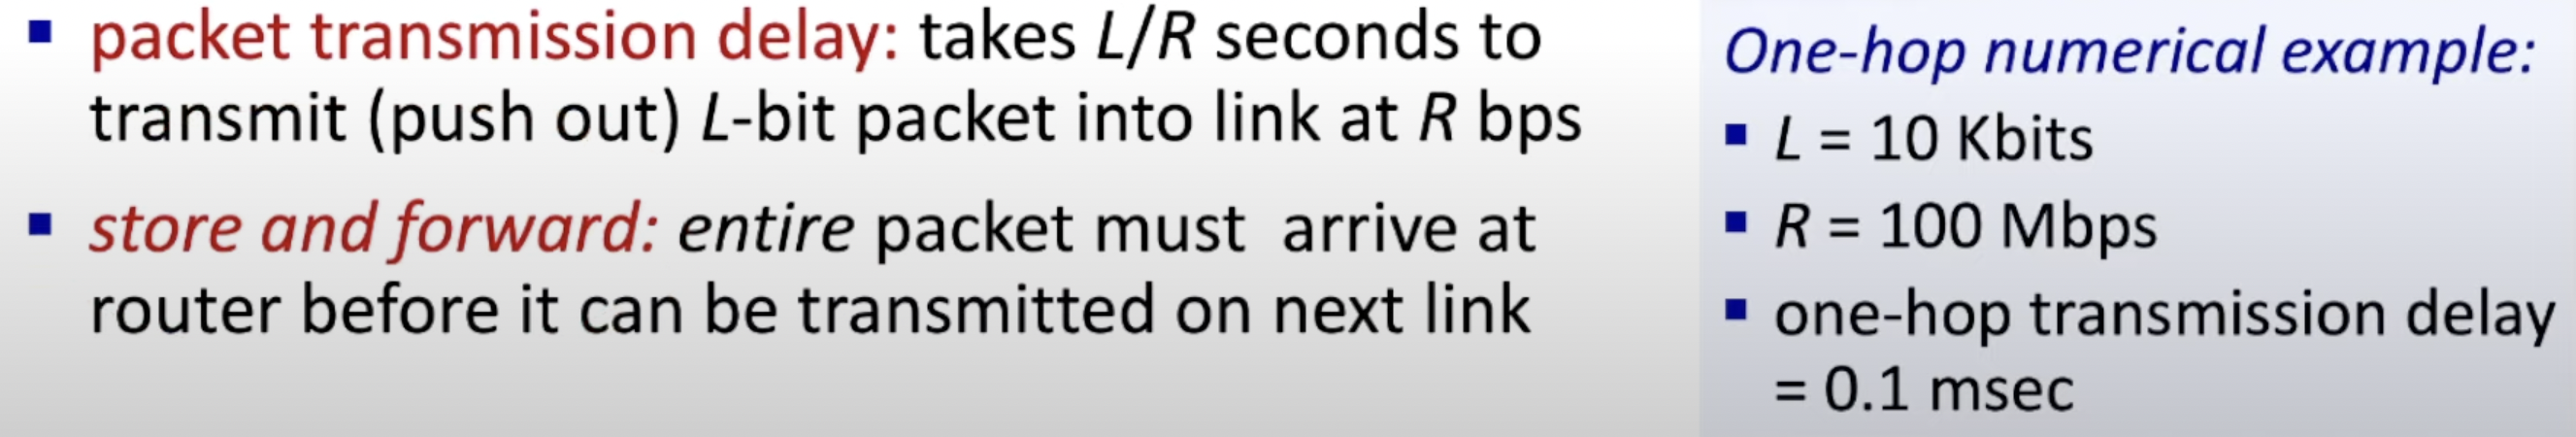 ▪ packet transmission delay: takes L/R seconds to
transmit (push out) L-bit packet into link at R bps
▪ store and forward: entire packet must arrive at
router before it can be transmitted on next link
One-hop numerical example:
▪ L = 10 Kbits
▪ R = 100 Mbps
▪ one-hop transmission delay
= 0.1 msec